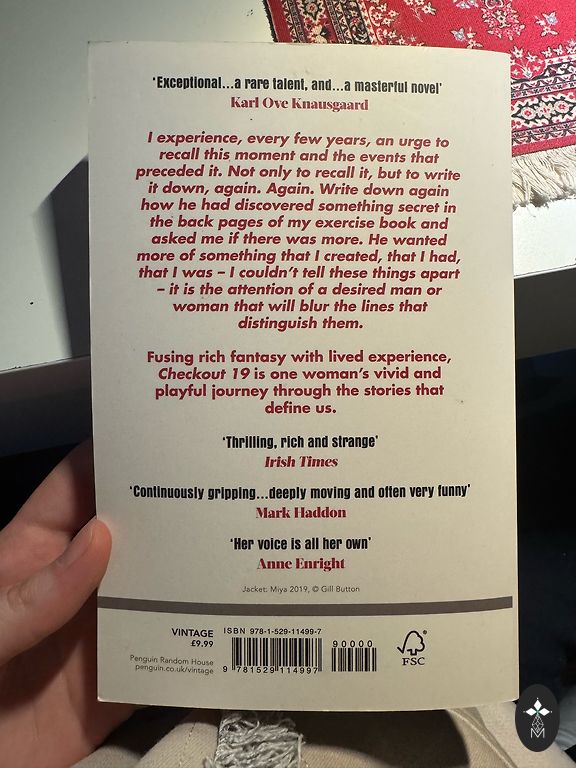 ‘Exceptional...a rare talent, and...a masterful novel’
Karl Ove Knausgaard
I experience, every few years, an urge to
recall this moment and the events that
preceded it. Not only to recall it, but to write
it down, again. Again. Write down again
how he had discovered something secret in
the back pages of my exercise book and
asked me if there was more. He wanted
more of something that I created, that I had,
that I was – I couldn’t tell these things apart
– it is the attention of a desired man or
woman that will blur the lines that
distinguish them.
Fusing rich fantasy with lived experience,
Checkout 19 is one woman’s vivid and
playful journey through the stories that
define us.
‘Thrilling, rich and strange’
Irish Times
‘Continuously gripping...deeply moving and often very funny’
Mark Haddon
‘Her voice is all her own’
Anne Enright
Jacket: Miya 2019, © Gill Button
VINTAGE
£9.99
Penguin Random House
penguin.co.uk/vintage
ISBN 978-1-529-11499-7
90000
9 781529 114997
FSC
M